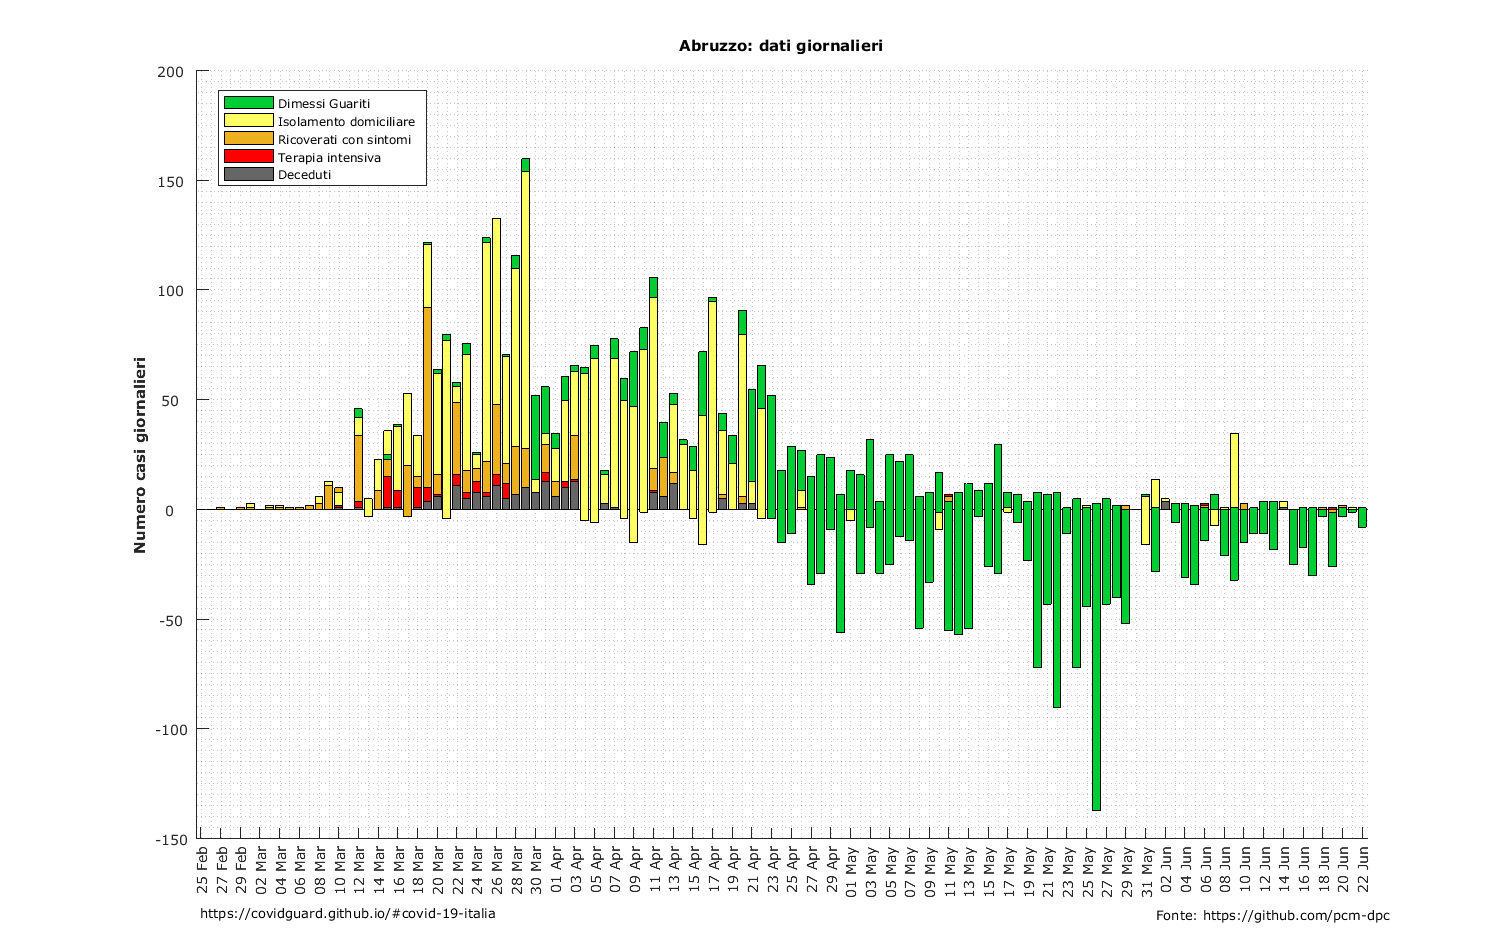 Abruzzo: dati giornalieri
200
150
100
50
0
-50
-100
-150
Numero casi giornalieri
Dimessi Guariti
Isolamento domiciliare
Ricoverati con sintomi
Terapia intensiva
Deceduti
25 Feb
27 Feb
29 Feb
02 Mar
04 Mar
06 Mar
08 Mar
10 Mar
12 Mar
14 Mar
16 Mar
18 Mar
20 Mar
22 Mar
24 Mar
26 Mar
28 Mar
30 Mar
01 Apr
03 Apr
05 Apr
07 Apr
09 Apr
11 Apr
13 Apr
15 Apr
17 Apr
19 Apr
21 Apr
23 Apr
25 Apr
27 Apr
29 Apr
01 May
03 May
05 May
07 May
09 May
11 May
13 May
15 May
17 May
19 May
21 May
23 May
25 May
27 May
29 May
31 May
02 Jun
04 Jun
06 Jun
08 Jun
10 Jun
12 Jun
14 Jun
16 Jun
18 Jun
20 Jun
22 Jun
https://covidguard.github.io/#covid-19-italia
Fonte: https://github.com/pcm-dpc